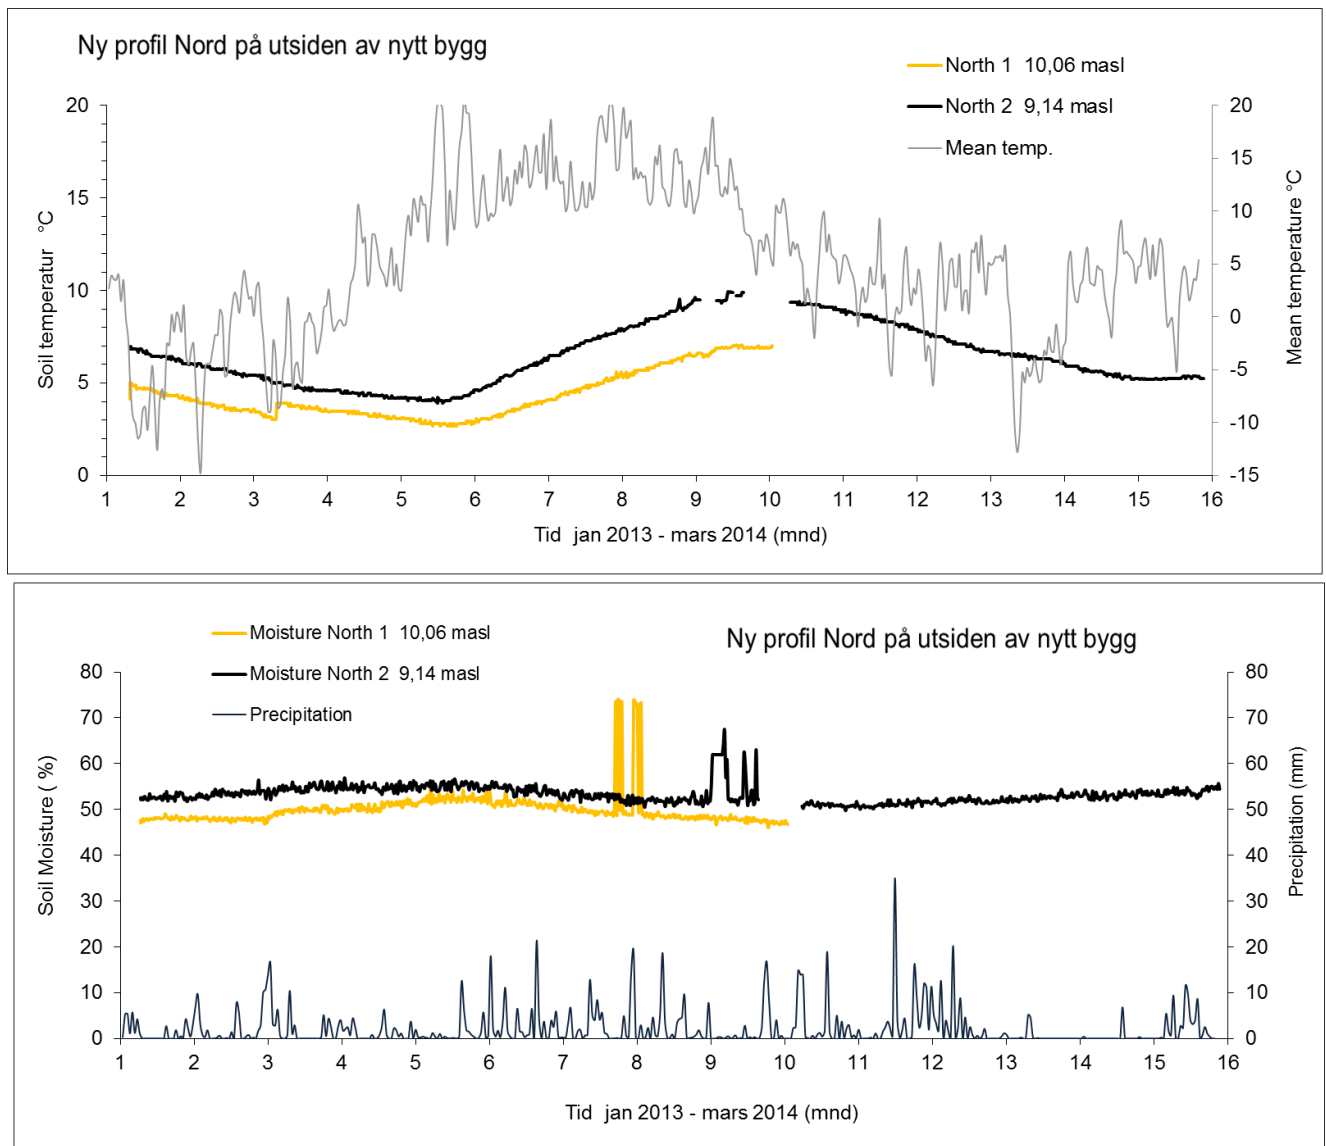 Ny profil Nord på utsiden av nytt bygg
North 1 10,06 masl
North 2 9,14 masl
Mean temp.
20
15
10
5
0
Soil temperatur °C
20
15
10
5
0
-5
-10
-15
Mean temperature °C
1 2 3 4 5 6 7 8 9 10 11 12 13 14 15 16
Tid jan 2013 - mars 2014 (mnd)
Moisture North 1 10,06 masl
Moisture North 2 9,14 masl
Precipitation
Ny profil Nord på utsiden av nytt bygg
80
70
60
50
40
30
20
10
0
Soil Moisture ( %)
80
70
60
50
40
30
20
10
0
Precipitation (mm)
1 2 3 4 5 6 7 8 9 10 11 12 13 14 15 16
Tid jan 2013 - mars 2014 (mnd)